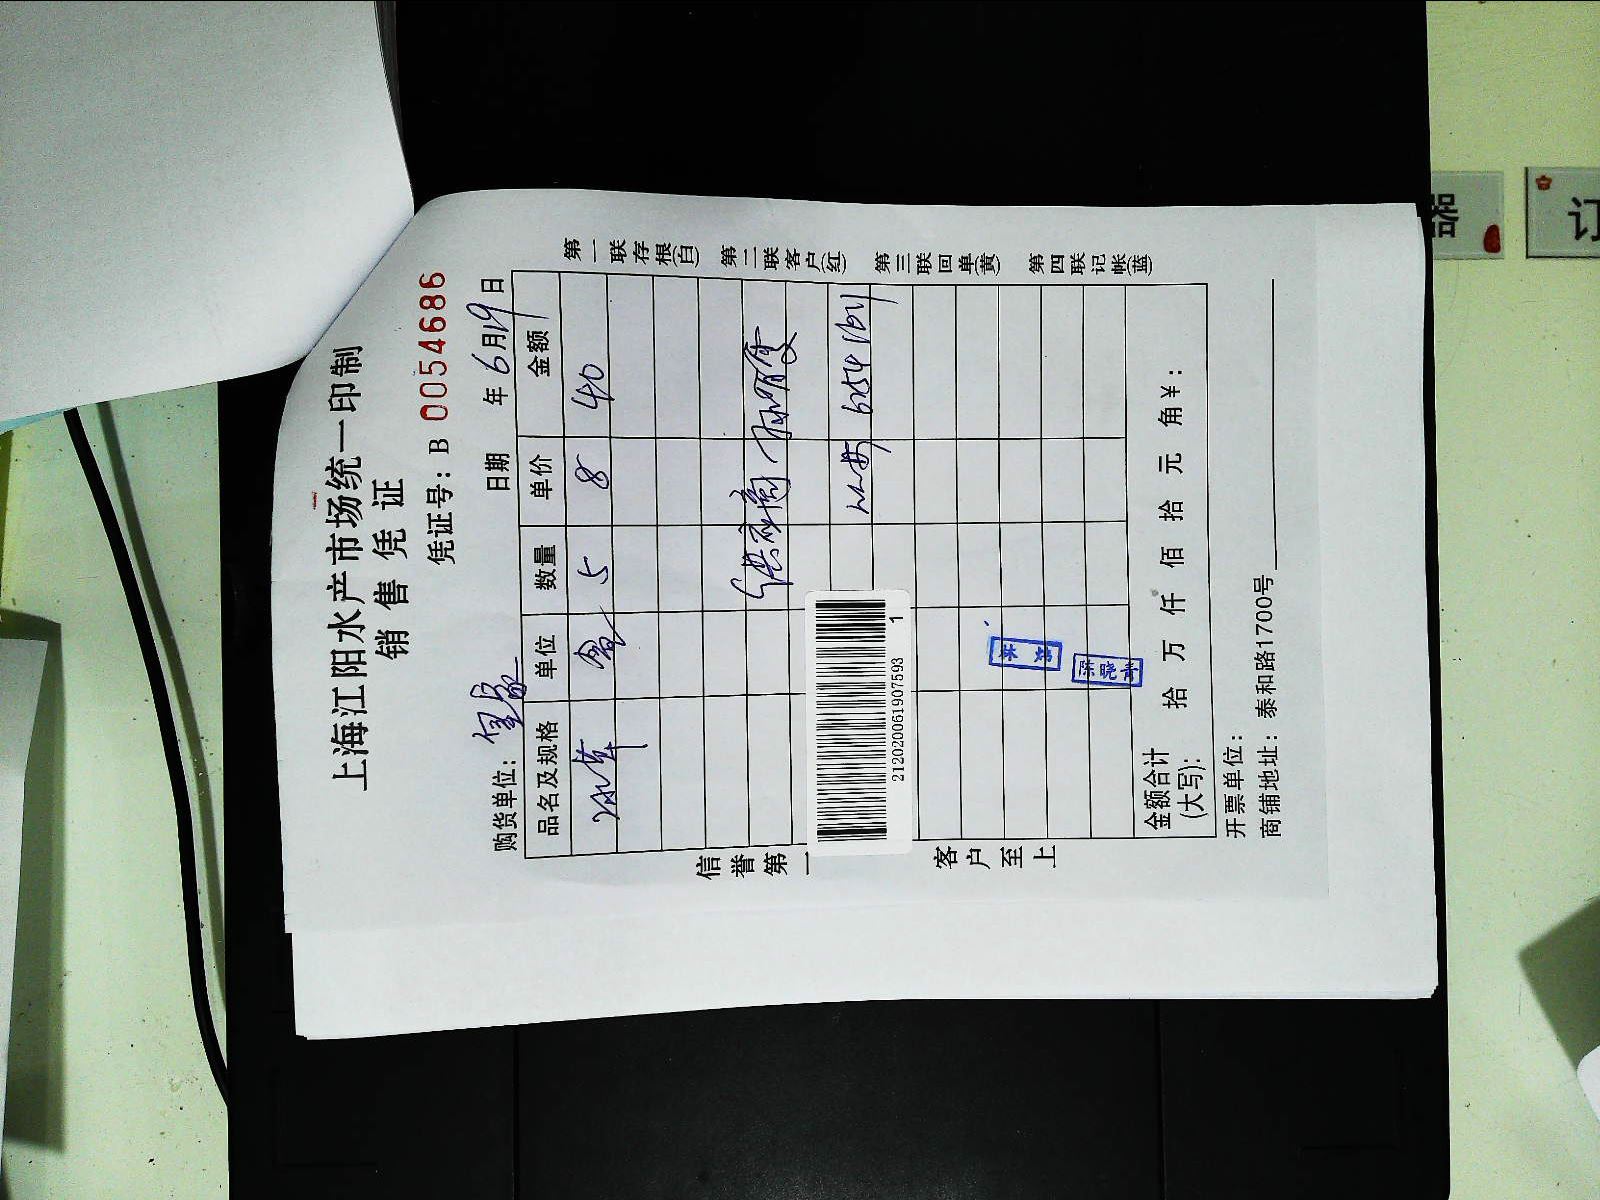 上海江阳水产市场统一印制
销售凭证
凭证号：B 0054686
购货单位：
日期 年 6月19日
品名及规格 单位 数量 单价 金额
5 8 40
6254
212020061907593 1
陈晓青
金额合计
(大写)： 拾 万 仟 佰 拾 元 角 ¥：
开票单位：
商铺地址：泰和路1700号
信誉第一
客户至上
第一联存根(白)
第二联客户(红)
第三联回单(黄)
第四联记帐(蓝)
订